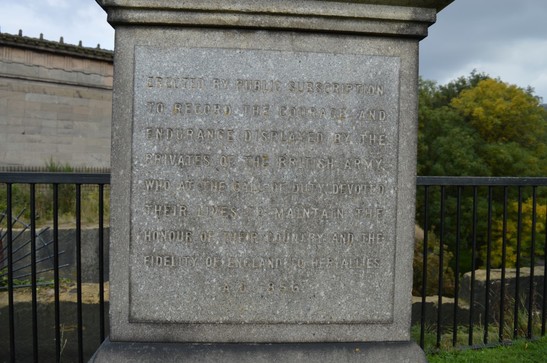 ERECTED BY PUBLIC SUBSCRIPTION
TO RECORD THE COURAGE AND
ENDURANCE DISPLAYED BY THE
PRIVATES OF THE BRITISH ARMY
WHO AT THE CALL OF DUTY DEVOTED
THEIR LIVES TO MAINTAIN THE
HONOUR OF THEIR COUNTRY AND THE
FIDELITY OF ENGLAND TO HER ALLIES
A.D. 1856